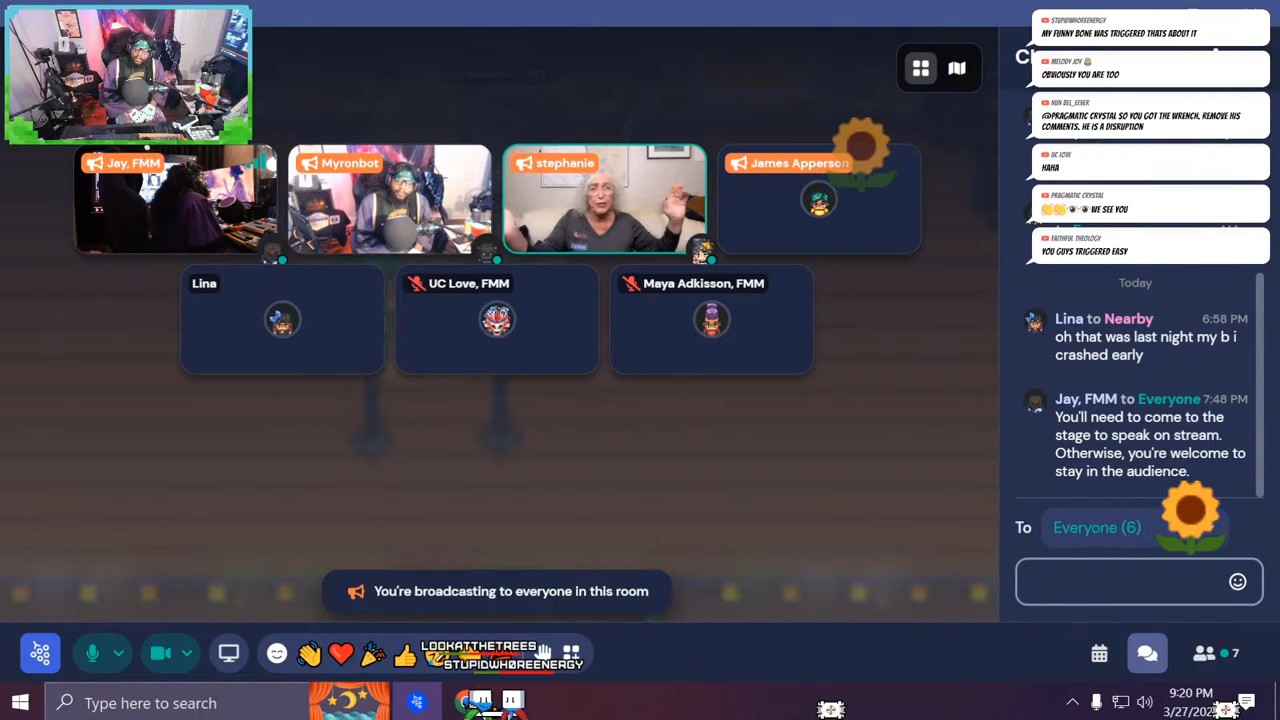 STUPIDWHOREENERGY
MY FUNNY BONE WAS TRIGGERED THATS ABOUT IT
MELODY JOY
OBVIOUSLY YOU ARE TOO
NUN BEL_EEVER
@PRAGMATIC CRYSTAL SO YOU GOT THE WRENCH, REMOVE HIS
COMMENTS. HE IS A DISRUPTION
UC LOVE
HAHA
PRAGMATIC CRYSTAL
👏👏👁👁WE SEE YOU
FAITHFUL THEOLOGY
YOU GUYS TRIGGERED EASY
Jay, FMM
Myronbot
stephanie
James Apperson
Lina
UC Love, FMM
Maya Adkisson, FMM
Today
Lina to Nearby 6:58 PM
oh that was last night my b i
crashed early
Jay, FMM to Everyone 7:48 PM
You'll need to come to the
stage to speak on stream.
Otherwise, you're welcome to
stay in the audience.
To Everyone (6)
You're broadcasting to everyone in this room
LOOKATTHETREES
STUPIDWHØREENERGY
7
Type here to search
9:20 PM